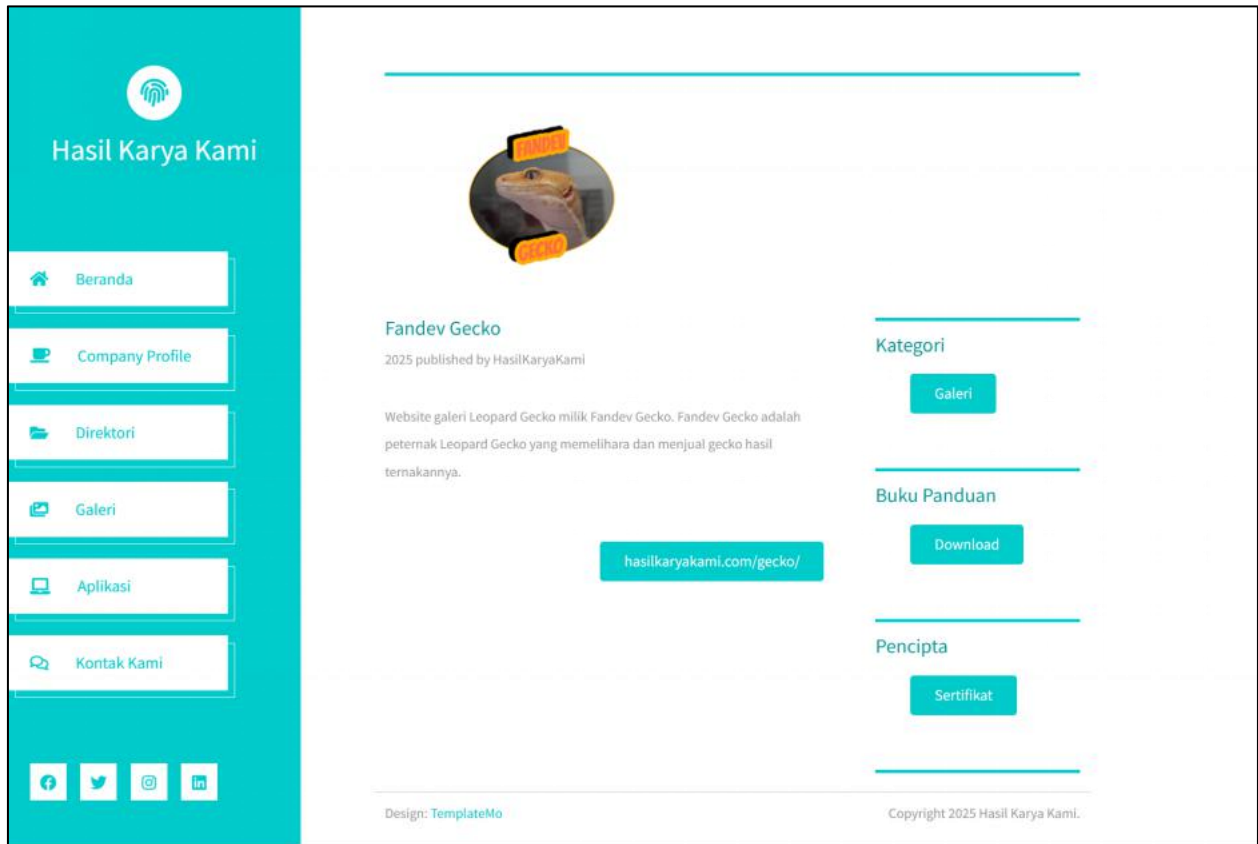 Hasil Karya Kami
Beranda
Company Profile
Direktori
Galeri
Aplikasi
Kontak Kami
FANDEV
GECKO
Fandev Gecko
2025 published by HasilKaryaKami
Website galeri Leopard Gecko milik Fandev Gecko. Fandev Gecko adalah
peternak Leopard Gecko yang memelihara dan menjual gecko hasil
ternakannya.
hasilkaryakami.com/gecko/
Kategori
Galeri
Buku Panduan
Download
Pencipta
Sertifikat
Design: TemplateMo
Copyright 2025 Hasil Karya Kami.